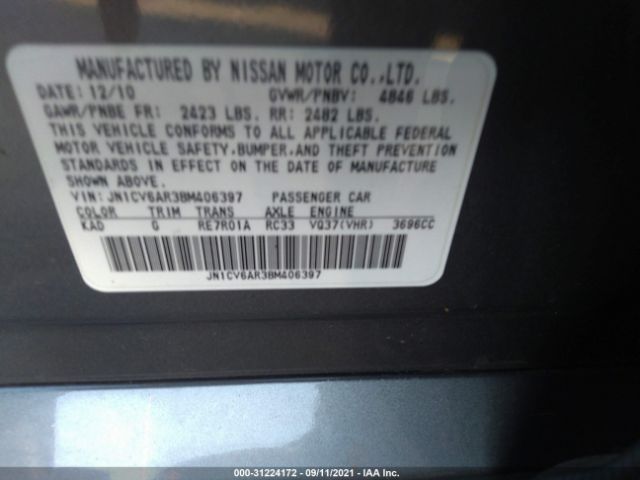 MANUFACTURED BY NISSAN MOTOR CO.,LTD.
DATE: 12/10 GVWR/PNBV: 4846 LBS.
GAWR/PNBE FR: 2423 LBS. RR: 2482 LBS.
THIS VEHICLE CONFORMS TO ALL APPLICABLE FEDERAL
MOTOR VEHICLE SAFETY,BUMPER,AND THEFT PREVENTION
STANDARDS IN EFFECT ON THE DATE OF MANUFACTURE
SHOWN ABOVE.
VIN: JN1CV6AR3BM406397 PASSENGER CAR
COLOR TRIM TRANS AXLE ENGINE
KAD G RE7R01A RC33 VQ37(VHR) 3696CC
JN1CV6AR3BM406397
000-31224172 - 09/11/2021 - IAA Inc.